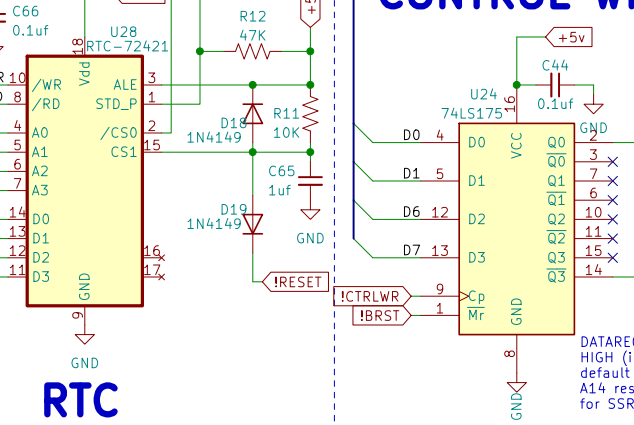 CONTROL W
C66
0.1uf
U28
RTC-72421
R12
47K
+5
+5v
18
Vdd
10 /WR ALE 3
8 /RD STD_P 1
4 A0 /CS0 2
5 A1 CS1 15
6 A2
7 A3
14 D0
13 D1
12 D2 16
11 D3 17
GND
9
GND
D18
1N4149
R11
10K
C65
1uf
GND
D19
1N4149
!RESET
RTC
C44
0.1uf
GND
U24
74LS175
16
VCC
D0 4 D0 Q0 2
Q0 3
D1 5 D1 Q1 7
Q1 6
D6 12 D2 Q2 10
Q2 11
D7 13 D3 Q3 15
Q3 14
!CTRLWR 9 Cp
!BRST 1 Mr
GND
8
GND
DATAREC
HIGH (i
default
A14 res
for SSR